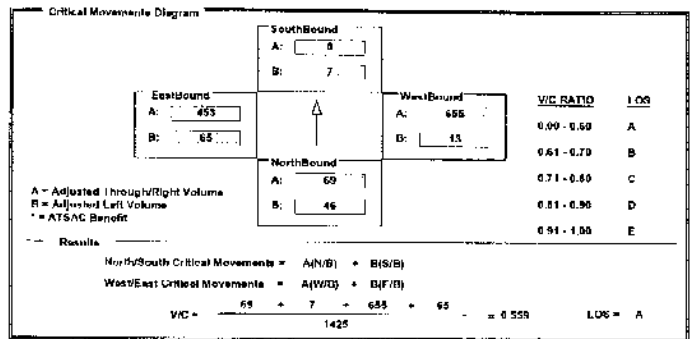 Critical Movements Diagram
SouthBound
A: 8
B: 7
EastBound
A: 453
B: 65
WestBound
A: 655
B: 13
NorthBound
A: 69
B: 46
V/C RATIO LOS
0.00 - 0.60 A
0.61 - 0.70 B
0.71 - 0.80 C
0.81 - 0.90 D
0.91 - 1.00 E
A = Adjusted Through/Right Volume
B = Adjusted Left Volume
* = ATSAC Benefit
Results
North/South Critical Movements = A(N/B) + B(S/B)
West/East Critical Movements = A(W/B) + B(E/B)
V/C = 69 + 7 + 655 + 65
1425
= 0.559 LOS = A